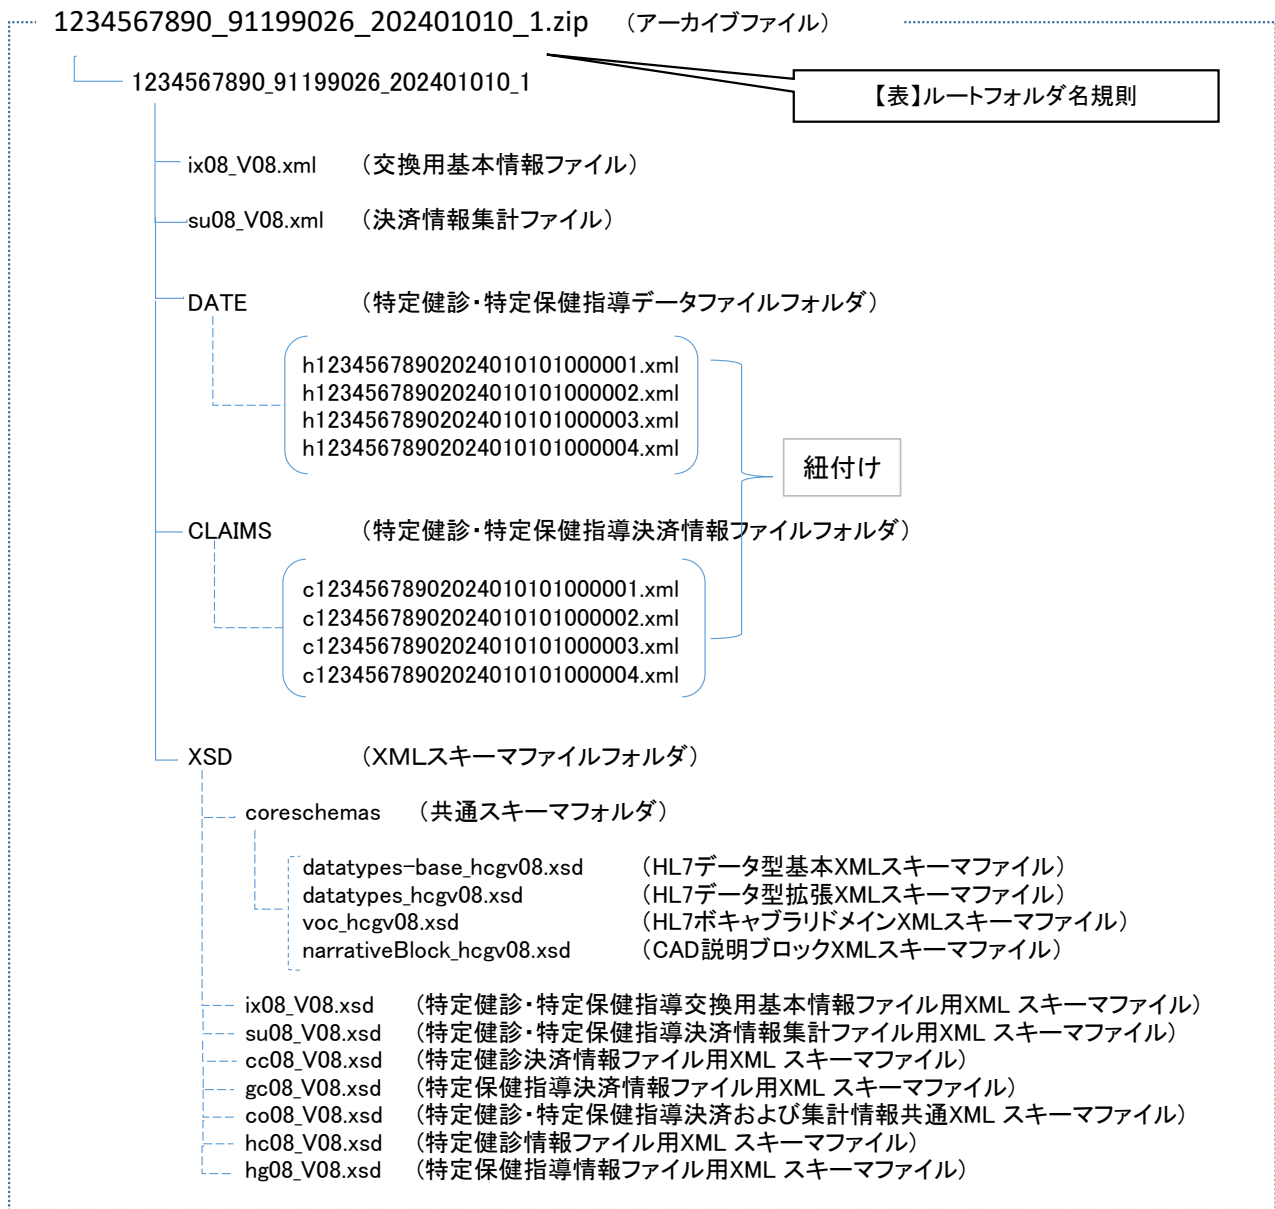 1234567890_91199026_202401010_1.zip （アーカイブファイル）
1234567890_91199026_202401010_1
【表】ルートフォルダ名規則
ix08_V08.xml （交換用基本情報ファイル）
su08_V08.xml （決済情報集計ファイル）
DATE （特定健診・特定保健指導データファイルフォルダ）
h12345678902024010101000001.xml
h12345678902024010101000002.xml
h12345678902024010101000003.xml
h12345678902024010101000004.xml
紐付け
CLAIMS （特定健診・特定保健指導決済情報ファイルフォルダ）
c12345678902024010101000001.xml
c12345678902024010101000002.xml
c12345678902024010101000003.xml
c12345678902024010101000004.xml
XSD （XMLスキーマファイルフォルダ）
coreschemas （共通スキーマフォルダ）
datatypes-base_hcgv08.xsd （HL7データ型基本XMLスキーマファイル）
datatypes_hcgv08.xsd （HL7データ型拡張XMLスキーマファイル）
voc_hcgv08.xsd （HL7ボキャブラリドメインXMLスキーマファイル）
narrativeBlock_hcgv08.xsd （CAD説明ブロックXMLスキーマファイル）
ix08_V08.xsd （特定健診・特定保健指導交換用基本情報ファイル用XML スキーマファイル）
su08_V08.xsd （特定健診・特定保健指導決済情報集計ファイル用XML スキーマファイル）
cc08_V08.xsd （特定健診決済情報ファイル用XML スキーマファイル）
gc08_V08.xsd （特定保健指導決済情報ファイル用XML スキーマファイル）
co08_V08.xsd （特定健診・特定保健指導決済および集計情報共通XML スキーマファイル）
hc08_V08.xsd （特定健診情報ファイル用XML スキーマファイル）
hg08_V08.xsd （特定保健指導情報ファイル用XML スキーマファイル）